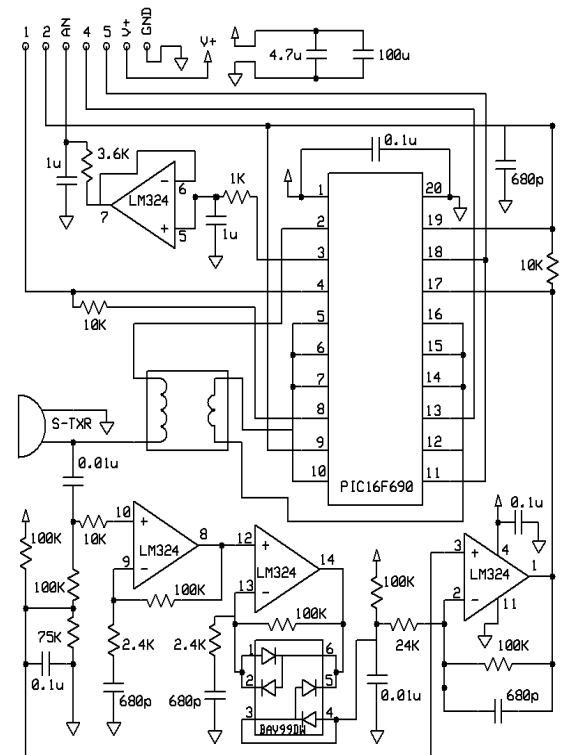 1 2 AN 4 5 V+ GND
V+
4.7u 100u
0.1u
3.6K
1u
6
LM324
7
5
1K
1u
680p
1 20
2 19
3 18
4 17
5 16
6 15
7 14
8 13
9 12
10 11
PIC16F690
10K
10K
S-TXR
0.01u
100K
10K
10
9
8
LM324
12
13
14
LM324
100K
100K
100K
75K
0.1u
2.4K
680p
2.4K
680p
1 6
2 5
3 4
BAV99DW
100K
24K
0.01u
0.1u
3
4
LM324
1
2
11
100K
680p